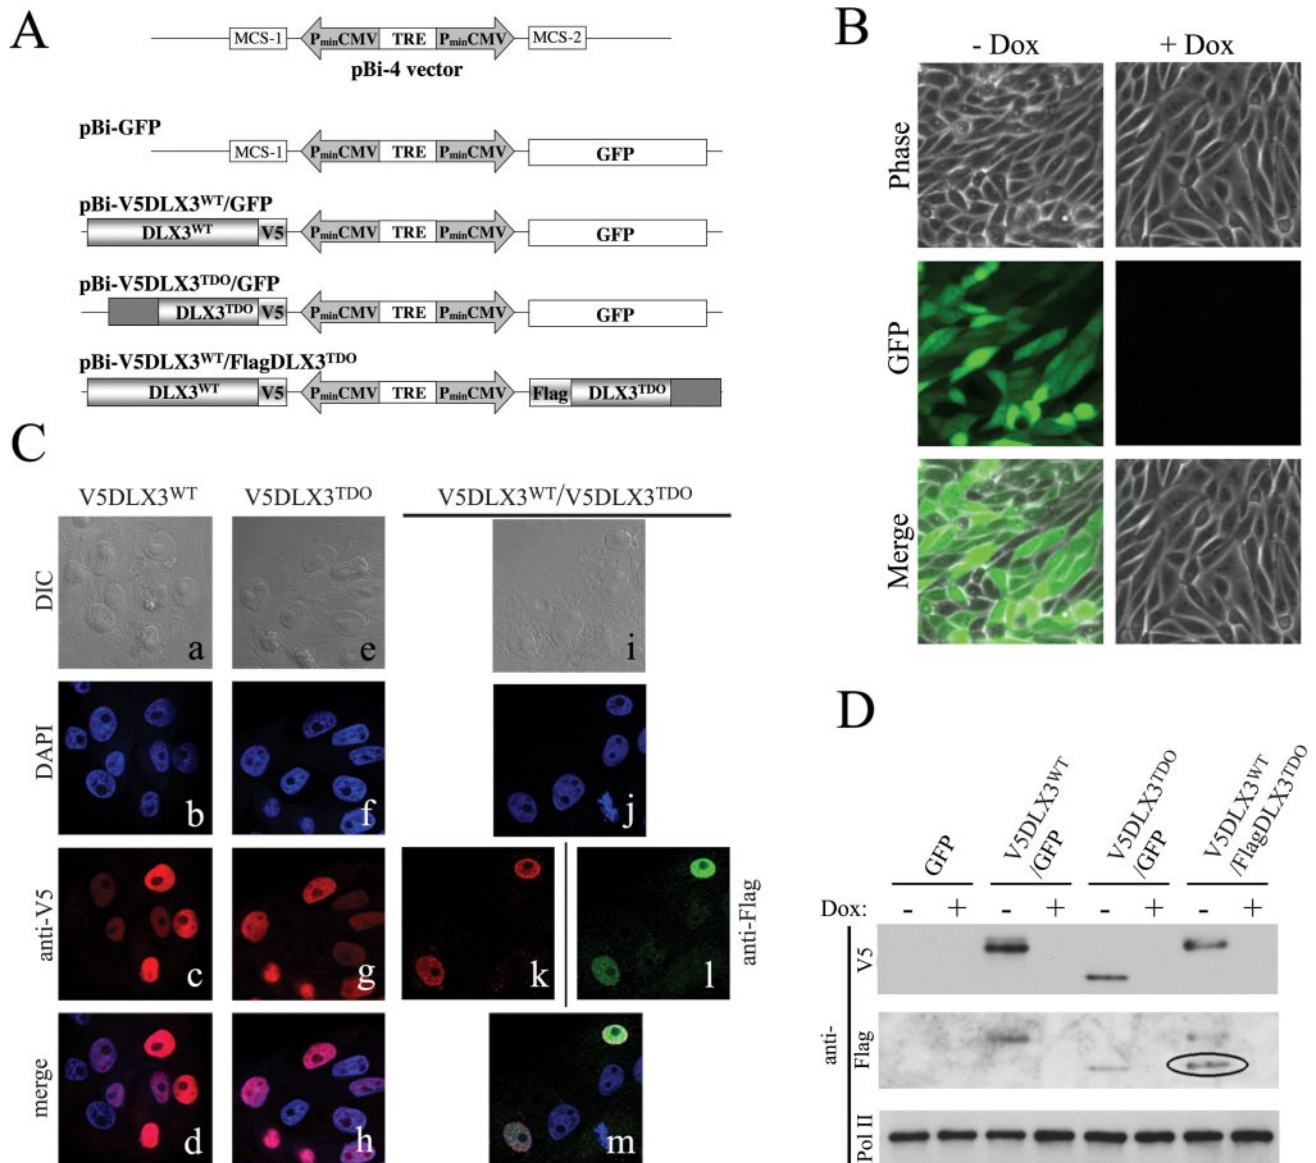 A
MCS-1 PminCMV TRE PminCMV MCS-2
pBi-4 vector
pBi-GFP
MCS-1 PminCMV TRE PminCMV GFP
pBi-V5DLX3WT/GFP
DLX3WT V5 PminCMV TRE PminCMV GFP
pBi-V5DLX3TDO/GFP
DLX3TDO V5 PminCMV TRE PminCMV GFP
pBi-V5DLX3WT/FlagDLX3TDO
DLX3WT V5 PminCMV TRE PminCMV Flag DLX3TDO
B
- Dox + Dox
Phase
GFP
Merge
C
V5DLX3WT V5DLX3TDO V5DLX3WT/V5DLX3TDO
DIC
a e i
DAPI
b f j
anti-V5
c g k l
anti-Flag
merge
d h m
D
GFP
V5DLX3WT
/GFP
V5DLX3TDO
/GFP
V5DLX3WT
/FlagDLX3TDO
Dox: - + - + - + - +
anti-
V5
Flag
Pol II